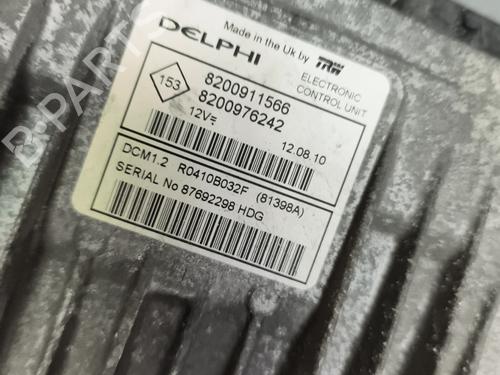 DELPHI Made in the Uk by TRW
ELECTRONIC
CONTROL UNIT
153
8200911566
8200976242
12V
12.08.10
DCM1.2 R0410B032F (81398A)
SERIAL No 87692298 HDG
B-PARTS